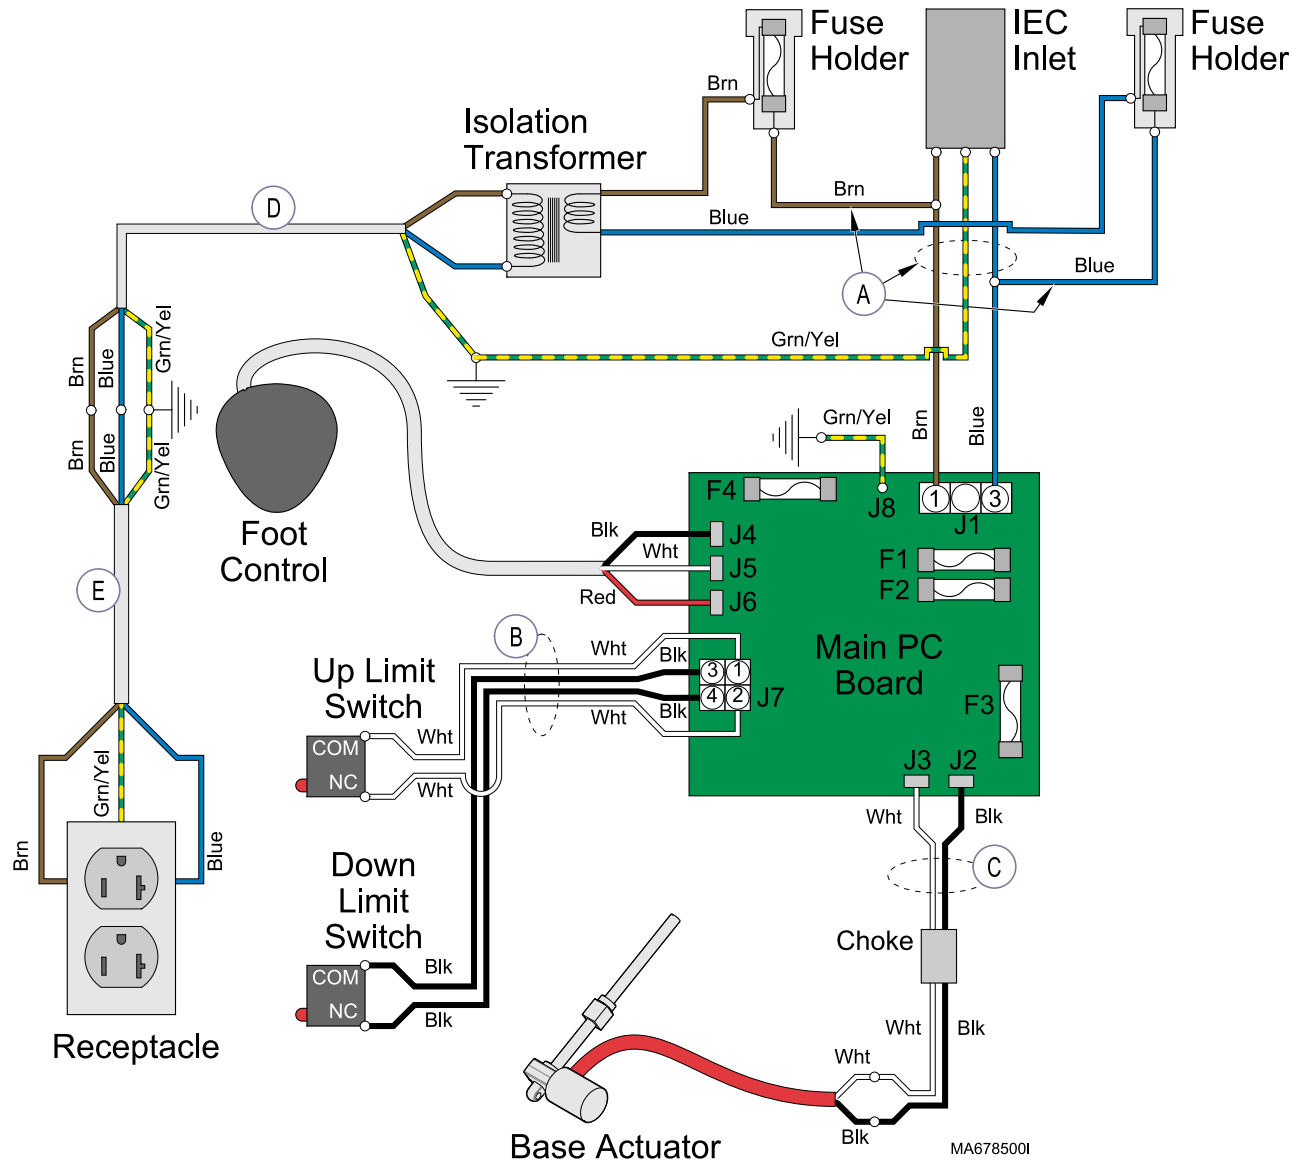 Fuse
Holder
IEC
Inlet
Fuse
Holder
Brn
Isolation
Transformer
Brn
D
Blue
Blue
A
Grn/Yel
Grn/Yel
Brn
Blue
Brn
Blue
Grn/Yel
Grn/Yel
Brn
Blue
F4
J8
1
3
J1
Foot
Control
Blk
J4
Wht
J5
Red
J6
F1
F2
E
B
Wht
Blk
3
1
4
2
J7
Blk
Wht
Main PC
Board
F3
Up Limit
Switch
COM
NC
Wht
Wht
J3
J2
Grn/Yel
Wht
Blk
Brn
Blue
C
Down
Limit
Switch
COM
NC
Blk
Blk
Choke
Receptacle
Wht
Blk
Wht
Blk
Base Actuator
MA678500I